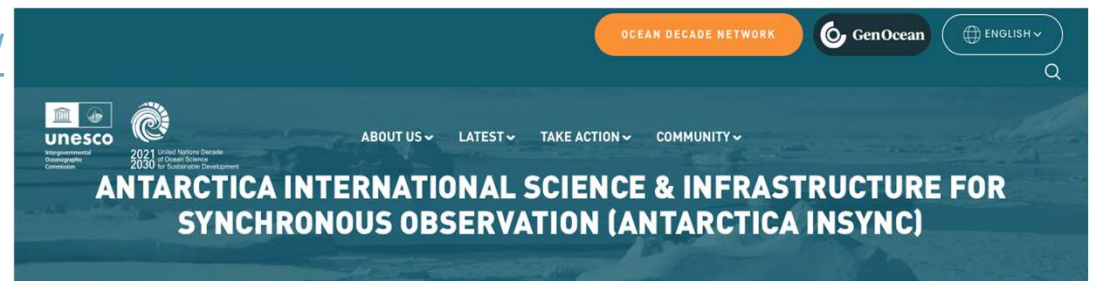 OCEAN DECADE NETWORK
GenOcean
ENGLISH
unesco
Intergovernmental
Oceanographic
Commission
2021 United Nations Decade
2030 of Ocean Science
for Sustainable Development
ABOUT US
LATEST
TAKE ACTION
COMMUNITY
ANTARCTICA INTERNATIONAL SCIENCE & INFRASTRUCTURE FOR
SYNCHRONOUS OBSERVATION (ANTARCTICA INSYNC)